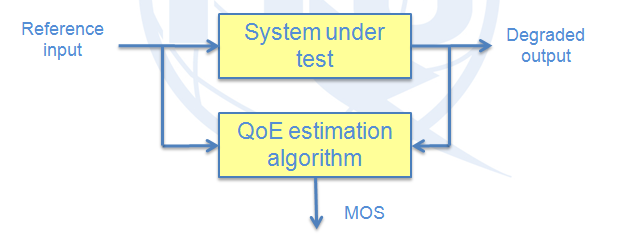 Reference
input
System under
test
Degraded
output
QoE estimation
algorithm
MOS